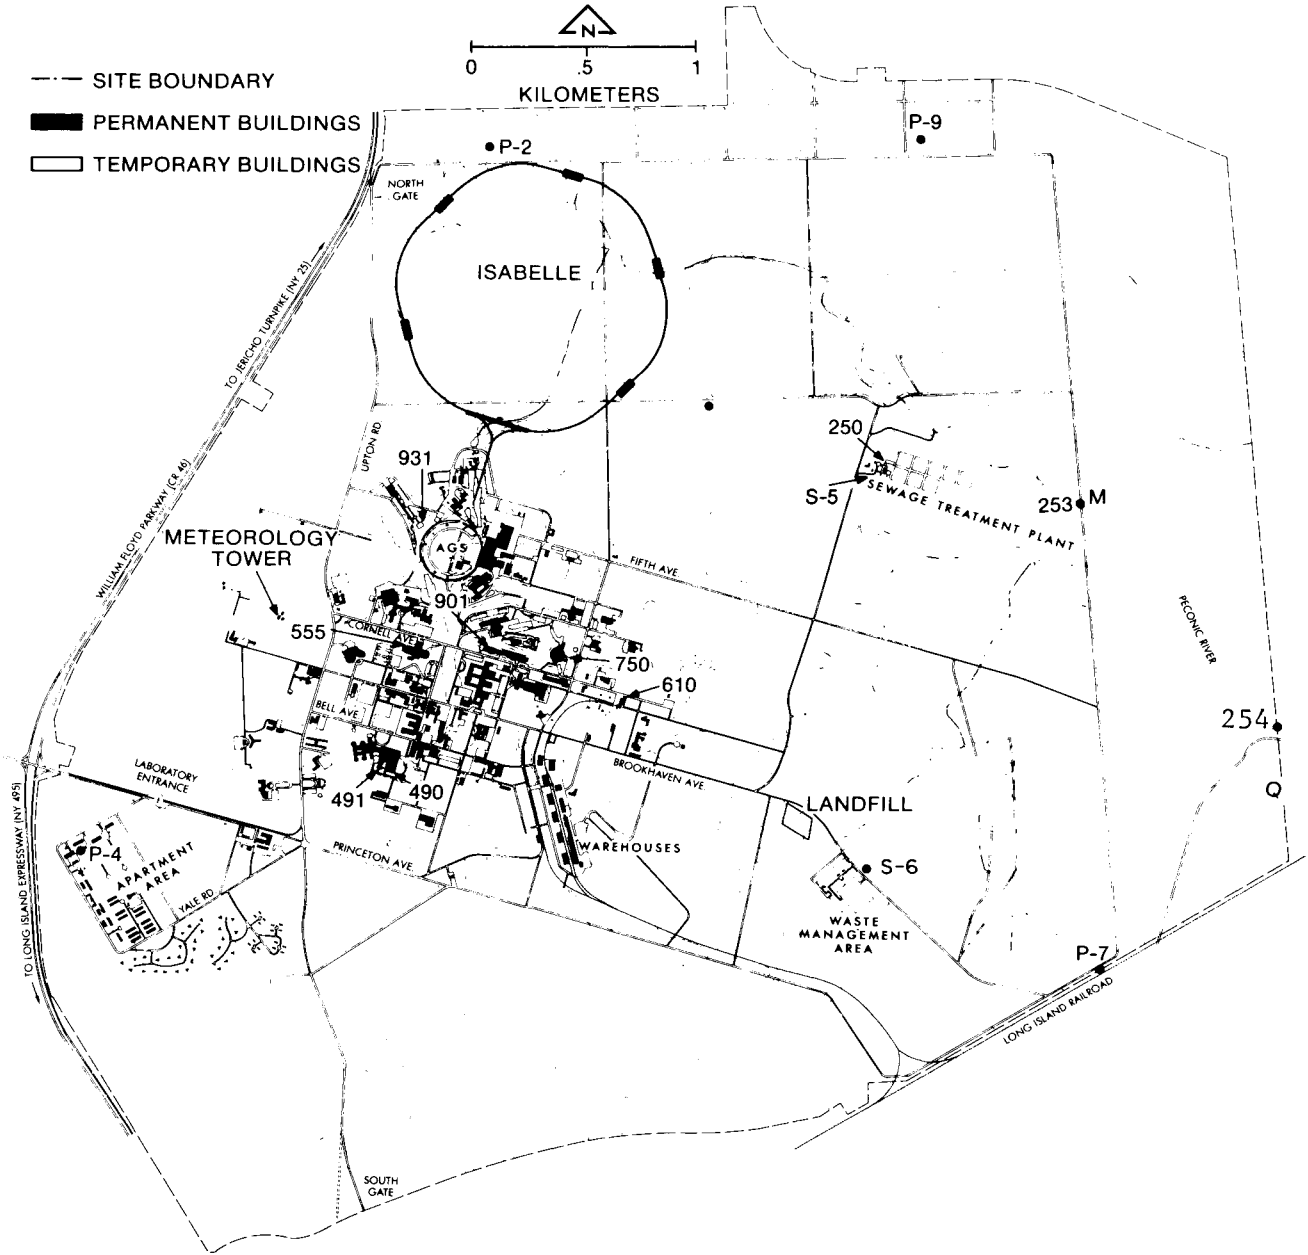 N
0 .5 1
KILOMETERS
SITE BOUNDARY
PERMANENT BUILDINGS
TEMPORARY BUILDINGS
P-2
P-9
NORTH
GATE
ISABELLE
TO JERICHO TURNPIKE (NY 25)
UPTON RD
WILLIAM FLOYD PARKWAY (CR 46)
931
250
S-5
SEWAGE TREATMENT PLANT
253 M
METEOROLOGY
TOWER
AGS
FIFTH AVE
901
555
CORNELL AVE
750
610
PECONIC RIVER
BELL AVE
254
BROOKHAVEN AVE.
LABORATORY
ENTRANCE
491
490
LANDFILL
Q
TO LONG ISLAND EXPRESSWAY (NY 495)
P-4
APARTMENT
AREA
PRINCETON AVE.
WAREHOUSES
S-6
YALE RD
WASTE
MANAGEMENT
AREA
P-7
LONG ISLAND RAILROAD
SOUTH
GATE